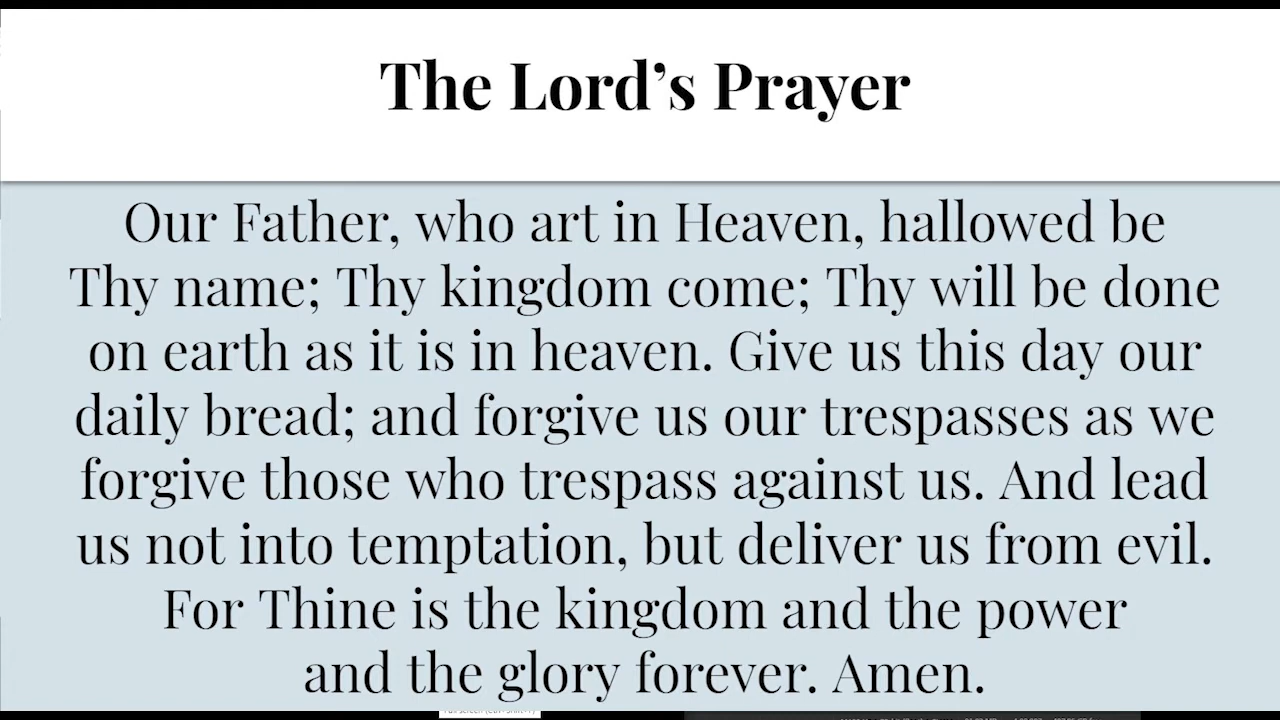 The Lord’s Prayer
Our Father, who art in Heaven, hallowed be
Thy name; Thy kingdom come; Thy will be done
on earth as it is in heaven. Give us this day our
daily bread; and forgive us our trespasses as we
forgive those who trespass against us. And lead
us not into temptation, but deliver us from evil.
For Thine is the kingdom and the power
and the glory forever. Amen.